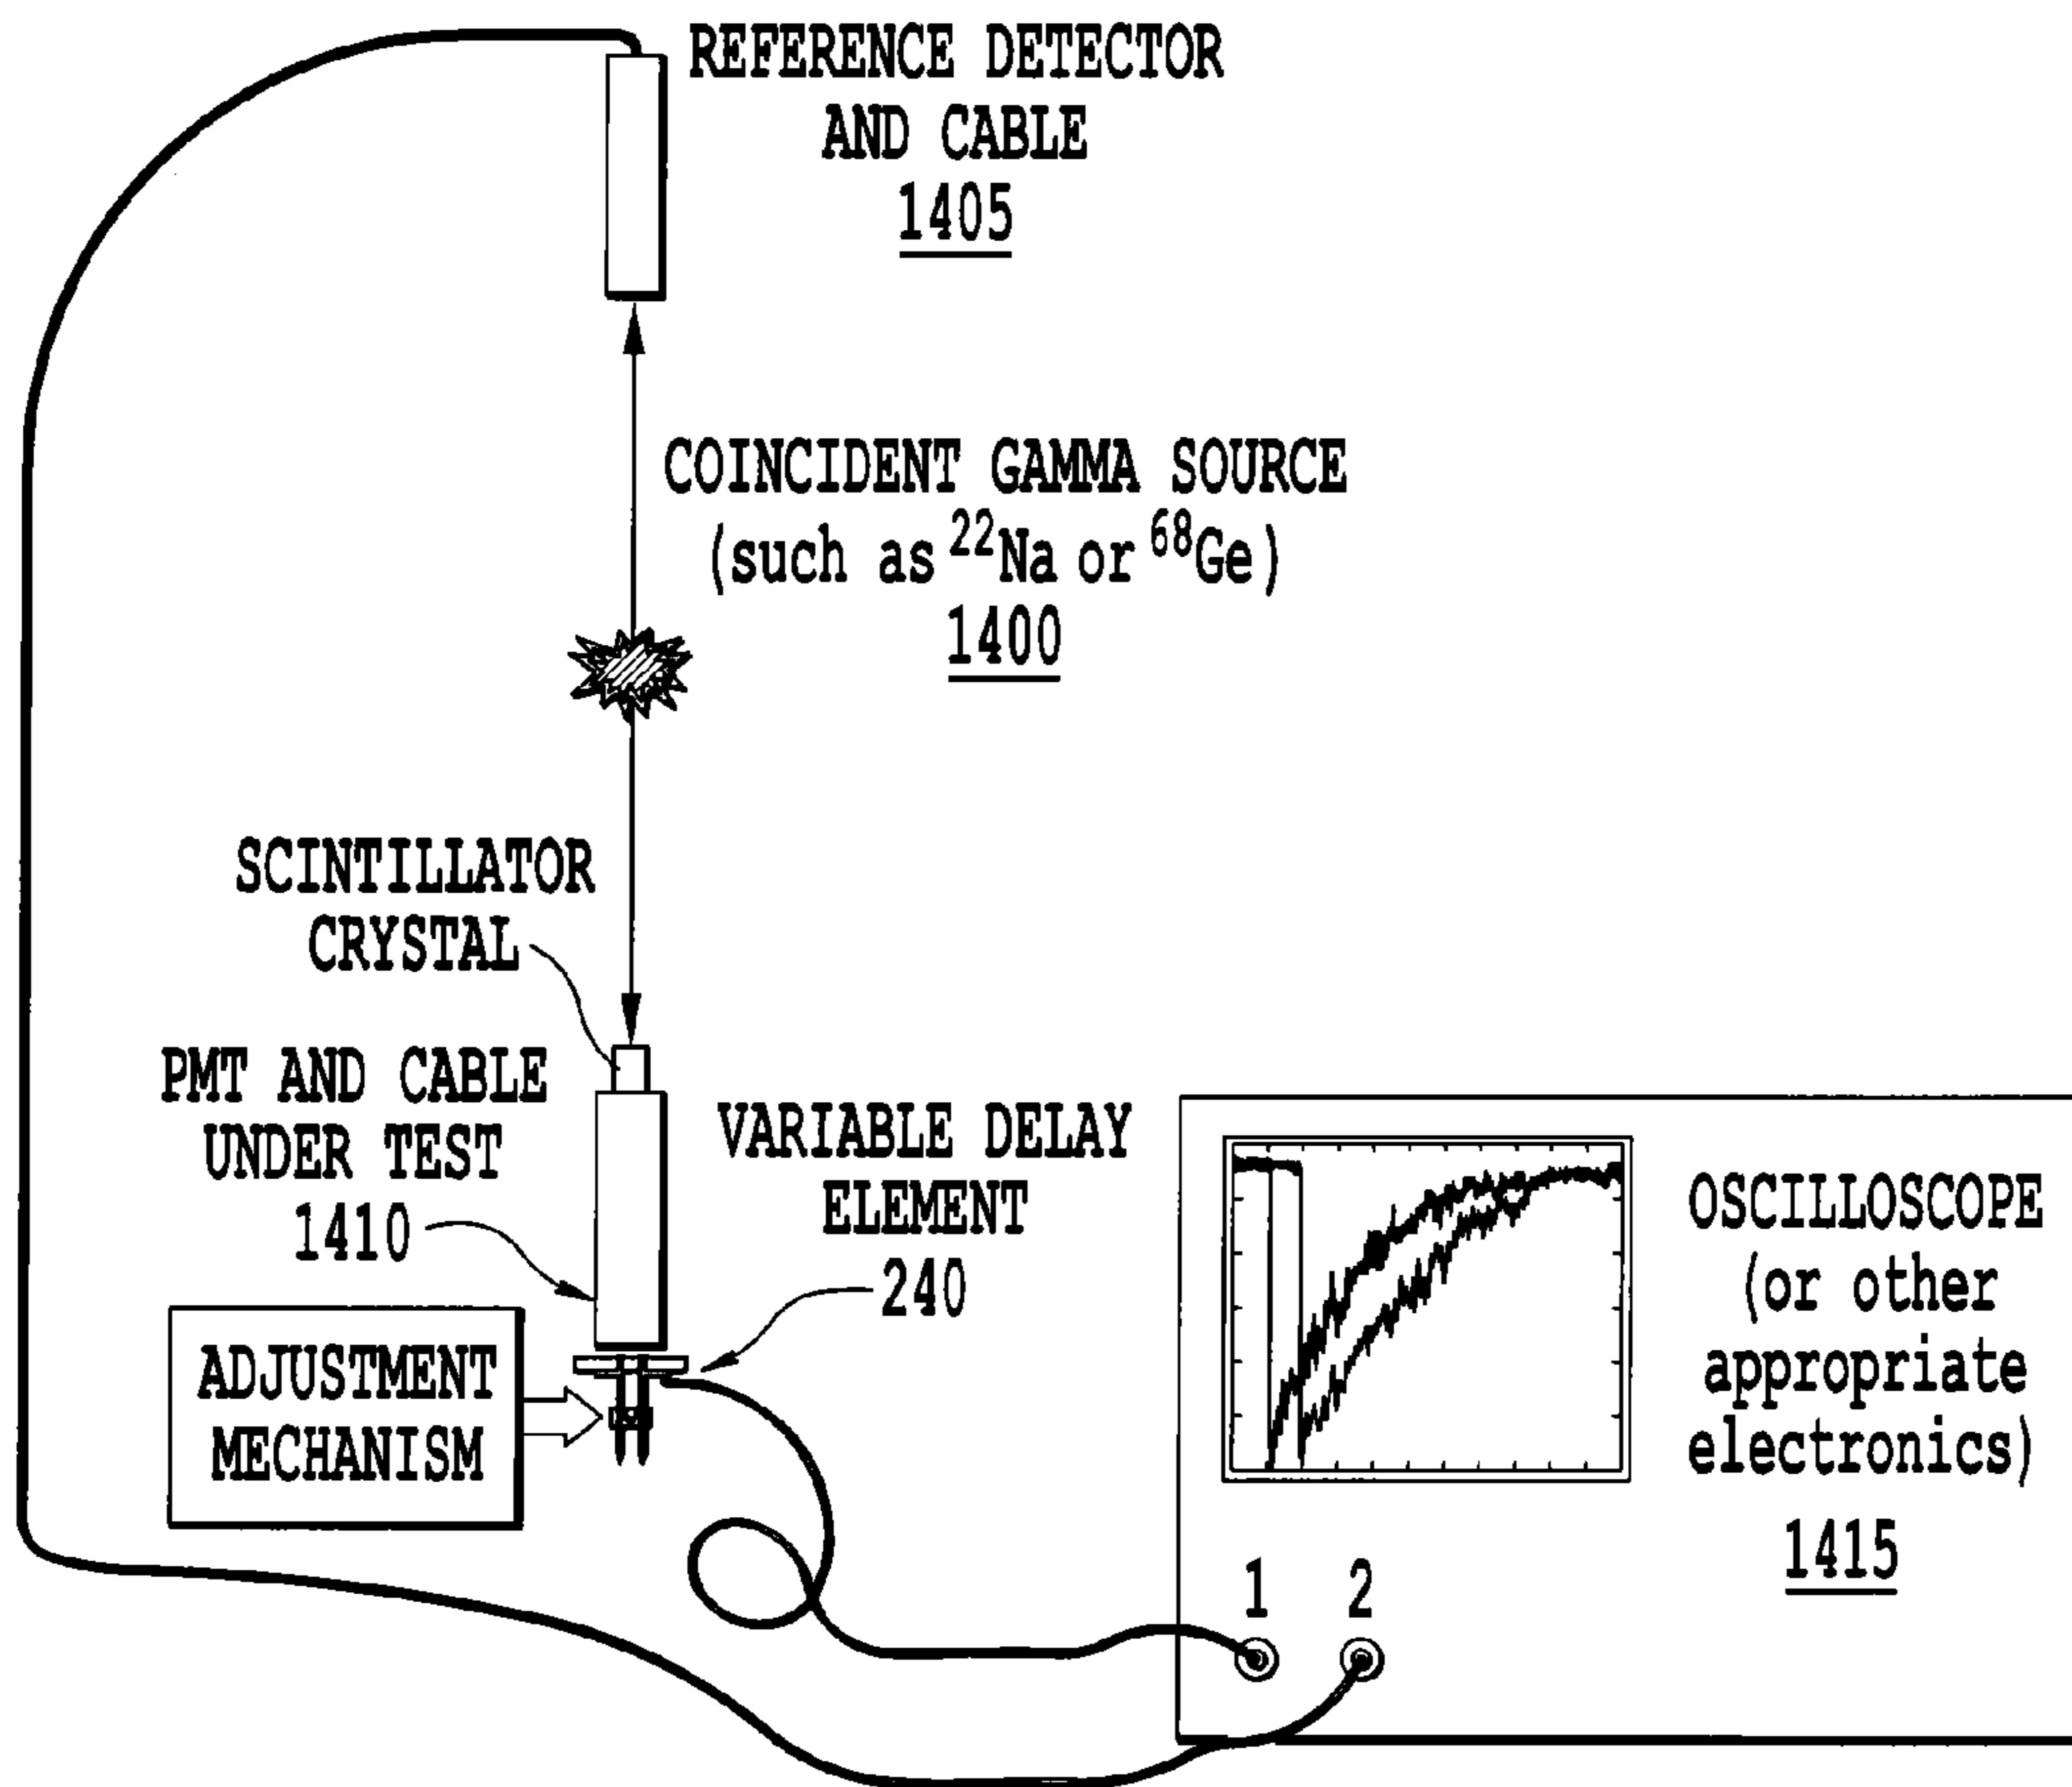 REFERENCE DETECTOR
AND CABLE
1405
COINCIDENT GAMMA SOURCE
(such as ²²Na or ⁶⁸Ge)
1400
SCINTILLATOR
CRYSTAL
PMT AND CABLE
UNDER TEST
1410
VARIABLE DELAY
ELEMENT
240
ADJUSTMENT
MECHANISM
OSCILLOSCOPE
(or other
appropriate
electronics)
1415
1 2